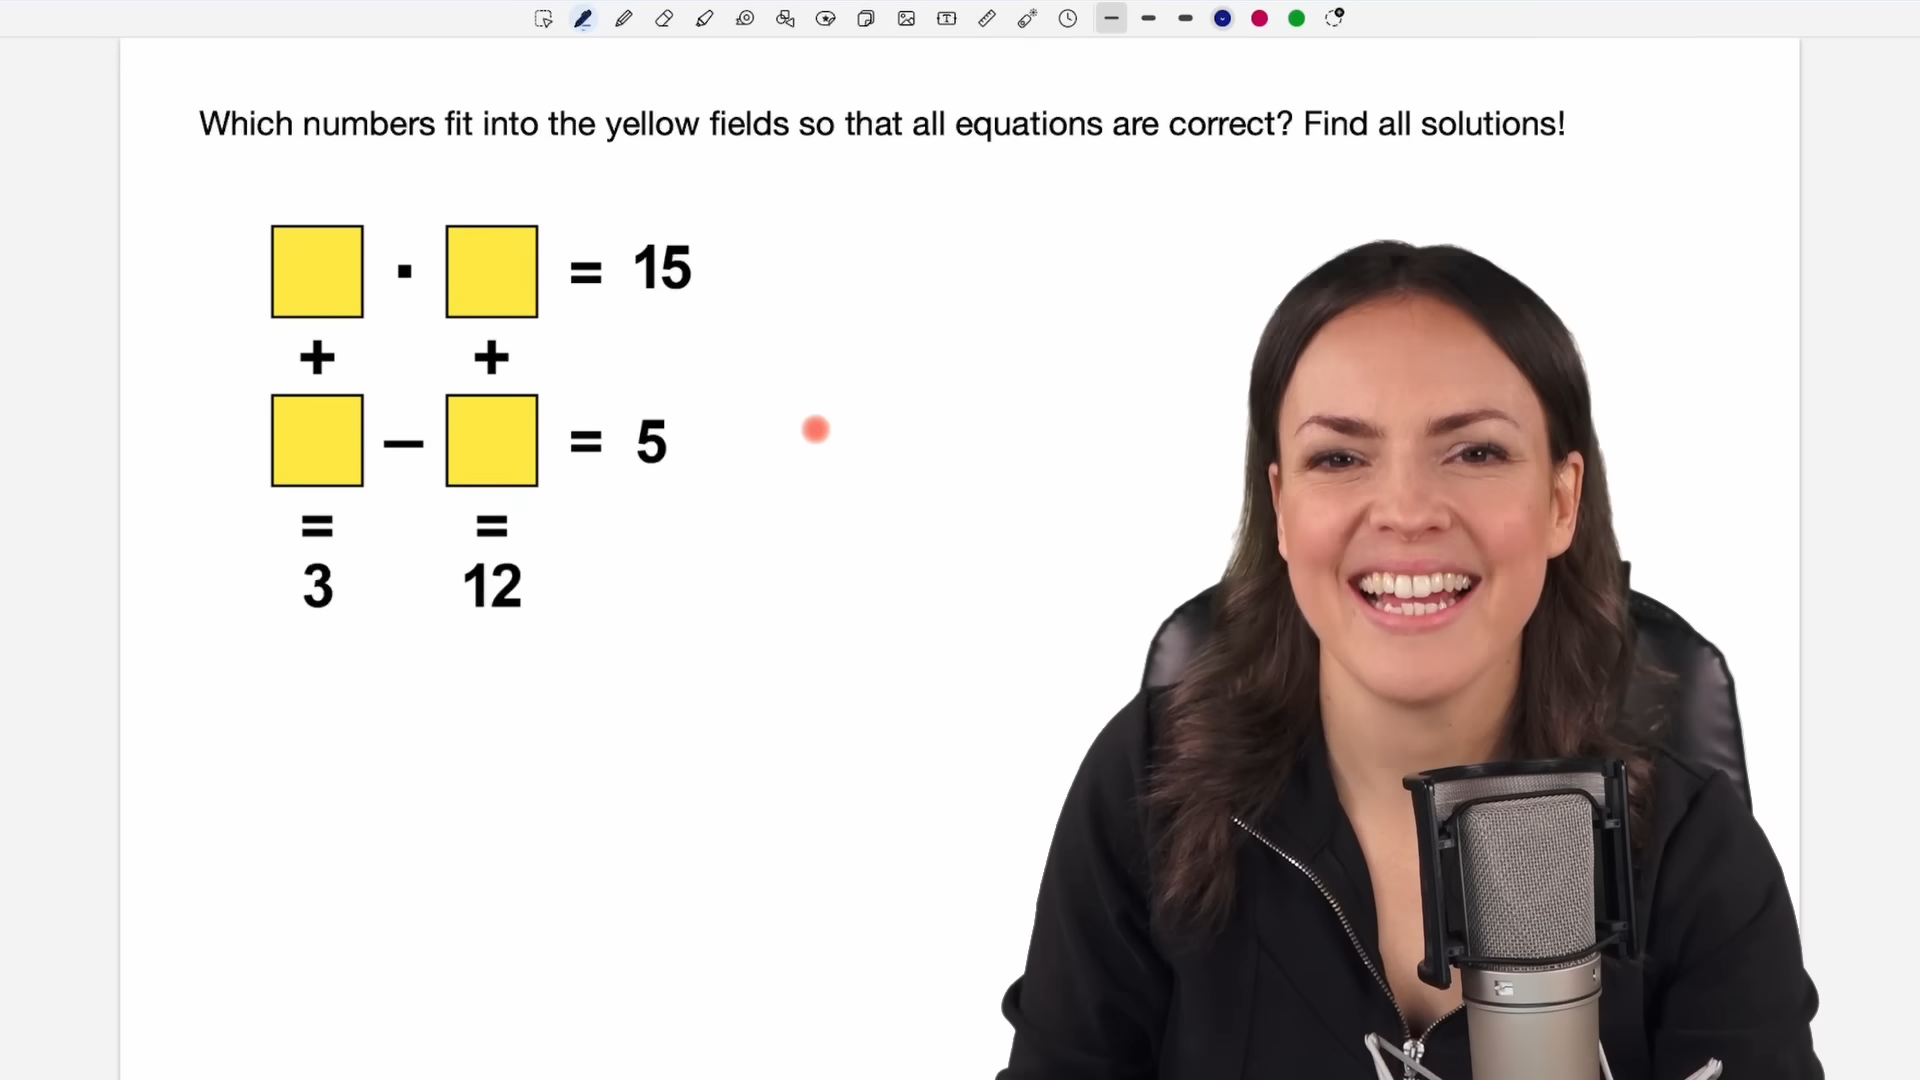 Which numbers fit into the yellow fields so that all equations are correct? Find all solutions!
· = 15
+ +
– = 5
= =
3 12